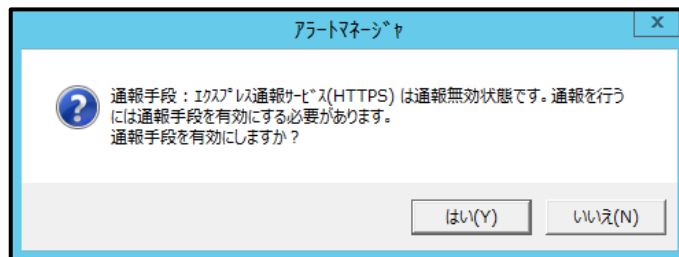 ｱﾗｰﾄﾏﾈｰｼﾞｬ
x
通報手段：ｴｸｽﾌﾟﾚｽ通報ｻｰﾋﾞｽ(HTTPS) は通報無効状態です。通報を行う
には通報手段を有効にする必要があります。
通報手段を有効にしますか？
はい(Y)
いいえ(N)